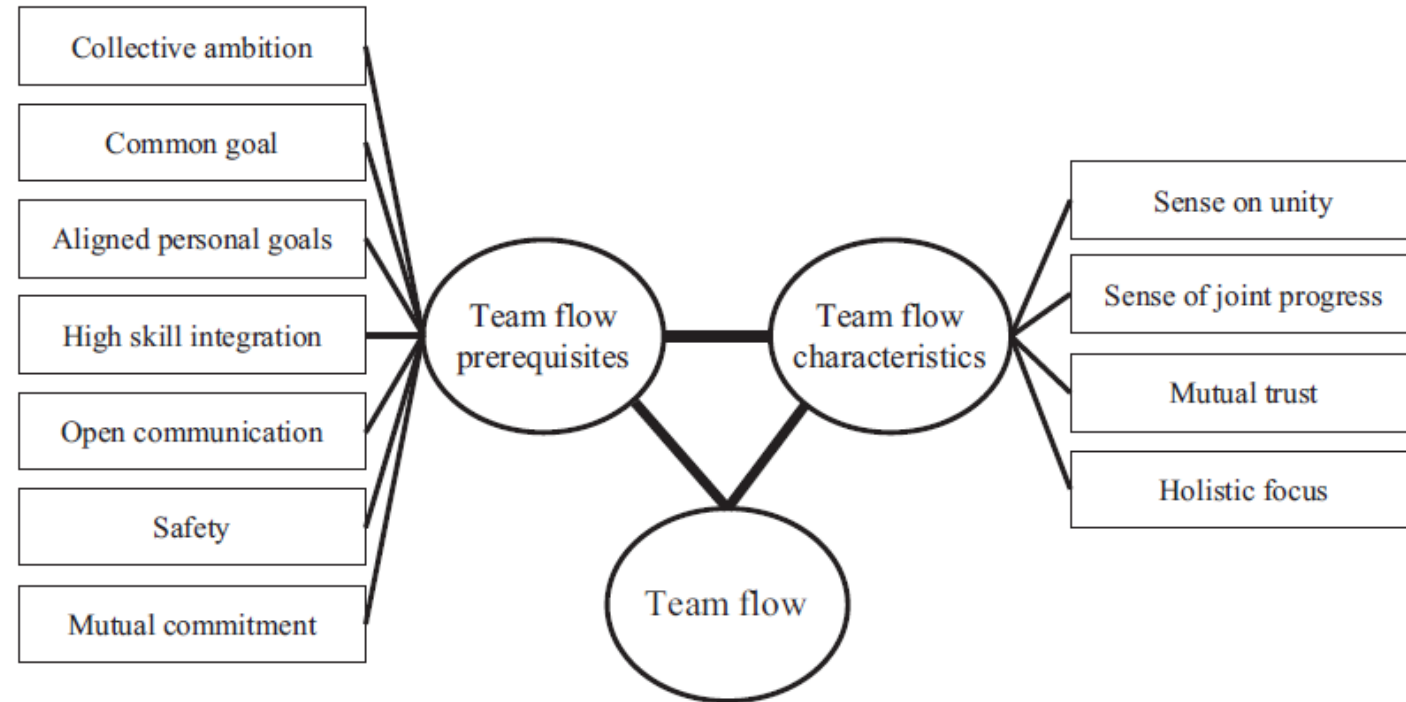 Collective ambition
Common goal
Aligned personal goals
High skill integration
Open communication
Safety
Mutual commitment
Team flow
prerequisites
Team flow
characteristics
Team flow
Sense on unity
Sense of joint progress
Mutual trust
Holistic focus